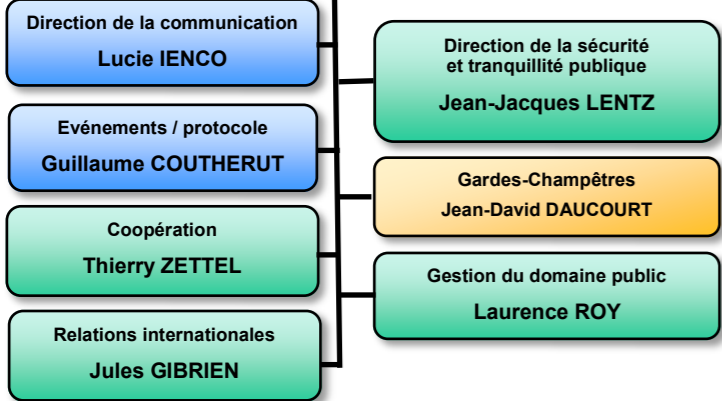 Direction de la communication
Lucie IENCO
Evénements / protocole
Guillaume COUTHERUT
Coopération
Thierry ZETTEL
Relations internationales
Jules GIBRIEN
Direction de la sécurité
et tranquillité publique
Jean-Jacques LENTZ
Gardes-Champêtres
Jean-David DAUCOURT
Gestion du domaine public
Laurence ROY